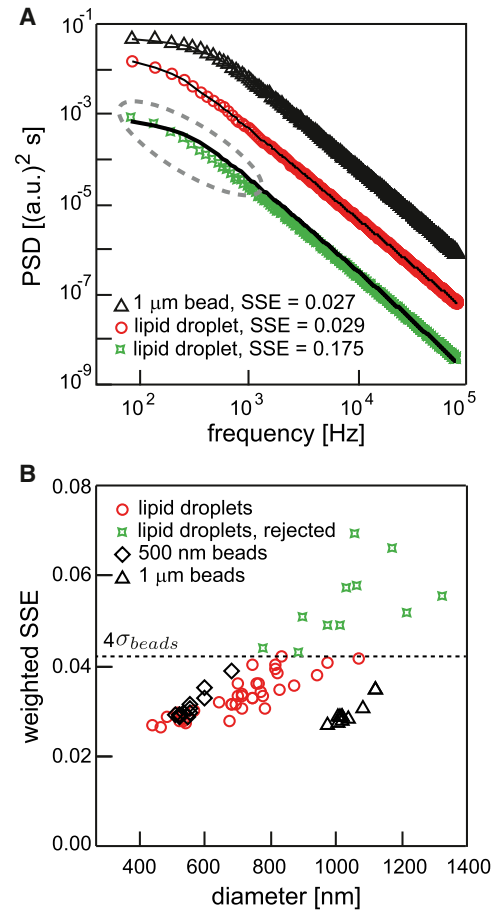 A
10^-1
10^-3
10^-5
10^-7
10^-9
PSD [(a.u.)^2 s]
1 μm bead, SSE = 0.027
lipid droplet, SSE = 0.029
lipid droplet, SSE = 0.175
10^2 10^3 10^4 10^5
frequency [Hz]
B
0.08
0.06
0.04
0.02
0.00
weighted SSE
lipid droplets
lipid droplets, rejected
500 nm beads
1 μm beads
4σ_beads
400 600 800 1000 1200 1400
diameter [nm]